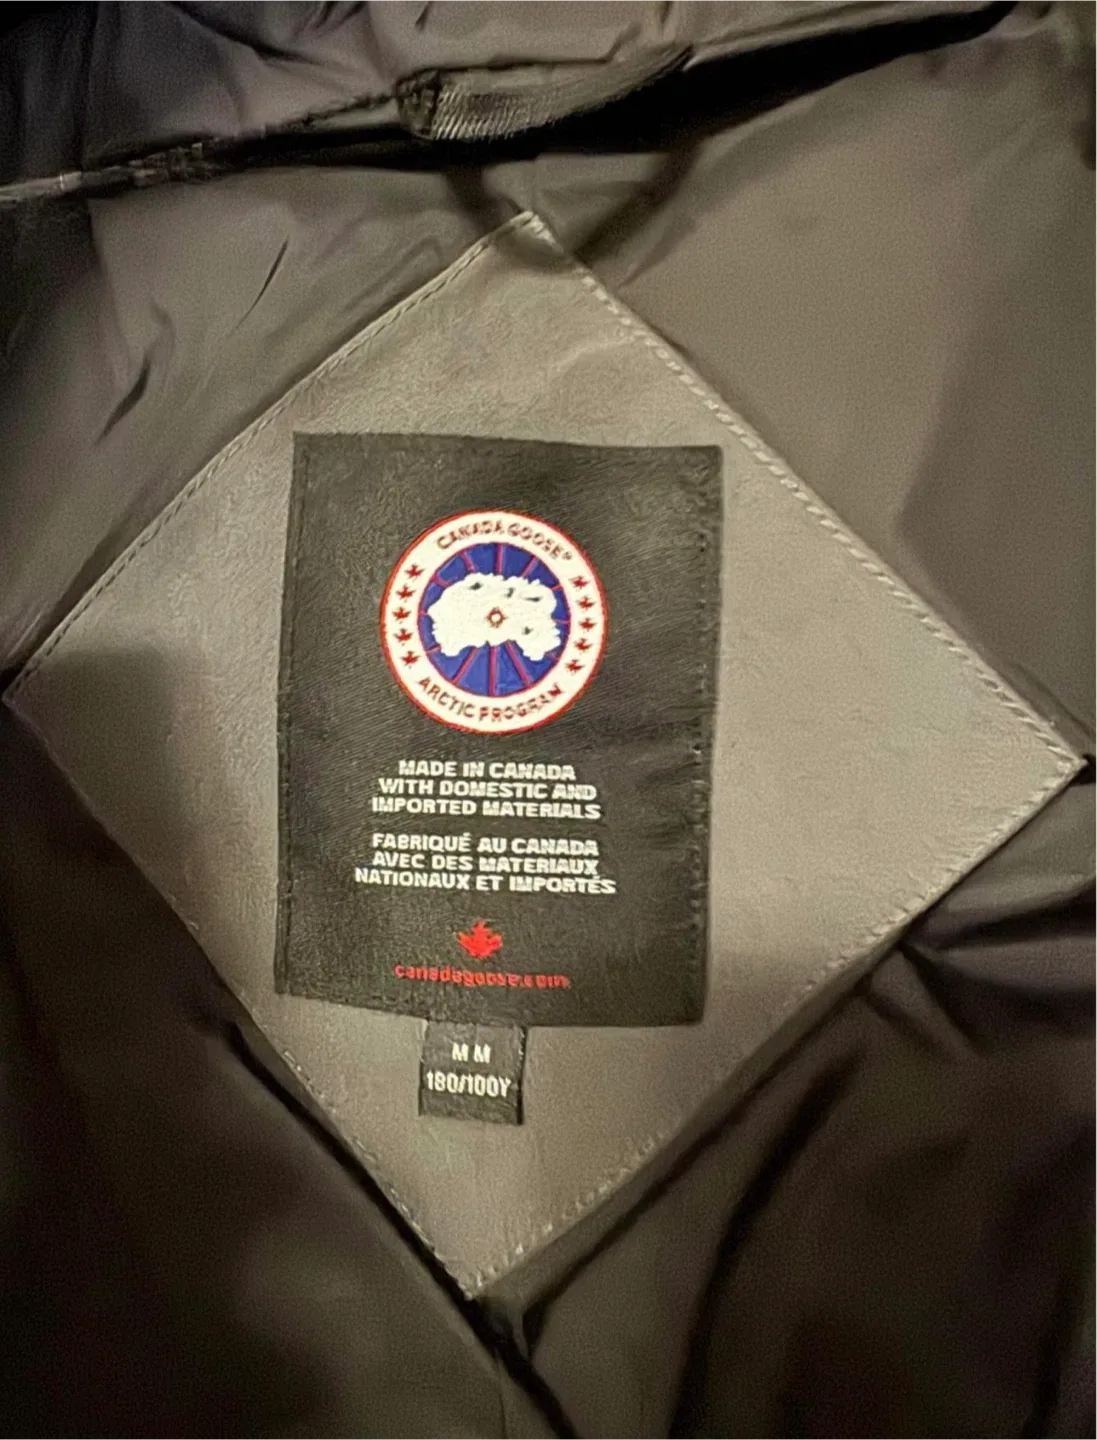 CANADA GOOSE®
ARCTIC PROGRAM
MADE IN CANADA
WITH DOMESTIC AND
IMPORTED MATERIALS
FABRIQUÉ AU CANADA
AVEC DES MATERIAUX
NATIONAUX ET IMPORTÉS
canadagoose.com
M M
180/100Y